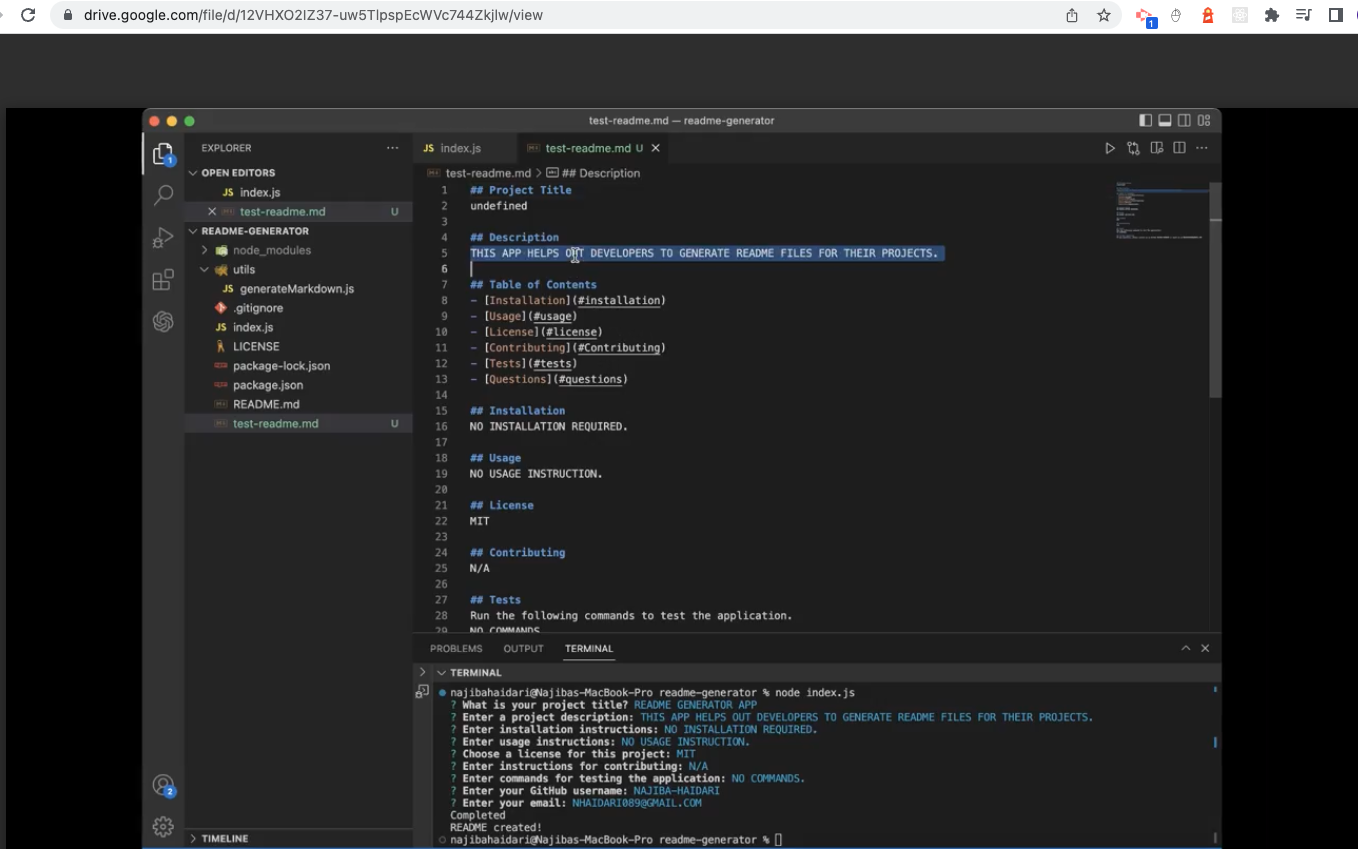 drive.google.com/file/d/12VHXO2IZ37-uw5TIpspEcWVc744Zkjlw/view
1
test-readme.md — readme-generator
EXPLORER
OPEN EDITORS
JS index.js
test-readme.md U
README-GENERATOR
node_modules
utils
JS generateMarkdown.js
.gitignore
JS index.js
LICENSE
package-lock.json
package.json
README.md
test-readme.md U
TIMELINE
1
2
JS index.js
test-readme.md U
test-readme.md > ## Description
1 ## Project Title
2 undefined
3
4 ## Description
5 THIS APP HELPS OUT DEVELOPERS TO GENERATE README FILES FOR THEIR PROJECTS.
6
7 ## Table of Contents
8 - [Installation](#installation)
9 - [Usage](#usage)
10 - [License](#license)
11 - [Contributing](#Contributing)
12 - [Tests](#tests)
13 - [Questions](#questions)
14
15 ## Installation
16 NO INSTALLATION REQUIRED.
17
18 ## Usage
19 NO USAGE INSTRUCTION.
20
21 ## License
22 MIT
23
24 ## Contributing
25 N/A
26
27 ## Tests
28 Run the following commands to test the application.
29 NO COMMANDS
PROBLEMS OUTPUT TERMINAL
TERMINAL
najibahaidari@Najibas-MacBook-Pro readme-generator % node index.js
? What is your project title? README GENERATOR APP
? Enter a project description: THIS APP HELPS OUT DEVELOPERS TO GENERATE README FILES FOR THEIR PROJECTS.
? Enter installation instructions: NO INSTALLATION REQUIRED.
? Enter usage instructions: NO USAGE INSTRUCTION.
? Choose a license for this project: MIT
? Enter instructions for contributing: N/A
? Enter commands for testing the application: NO COMMANDS.
? Enter your GitHub username: NAJIBA-HAIDARI
? Enter your email: NHAIDARI089@GMAIL.COM
Completed
README created!
najibahaidari@Najibas-MacBook-Pro readme-generator %